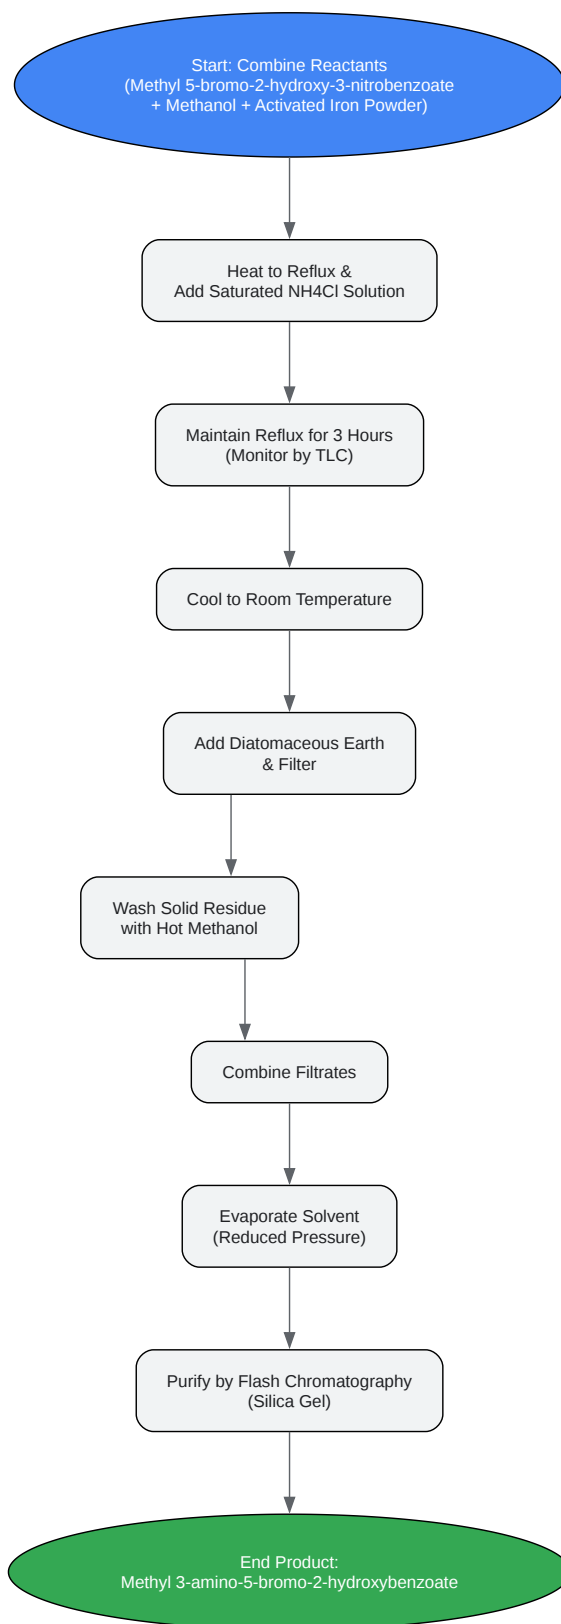 Start: Combine Reactants
(Methyl 5-bromo-2-hydroxy-3-nitrobenzoate
+ Methanol + Activated Iron Powder)
Heat to Reflux &
Add Saturated NH4Cl Solution
Maintain Reflux for 3 Hours
(Monitor by TLC)
Cool to Room Temperature
Add Diatomaceous Earth
& Filter
Wash Solid Residue
with Hot Methanol
Combine Filtrates
Evaporate Solvent
(Reduced Pressure)
Purify by Flash Chromatography
(Silica Gel)
End Product:
Methyl 3-amino-5-bromo-2-hydroxybenzoate